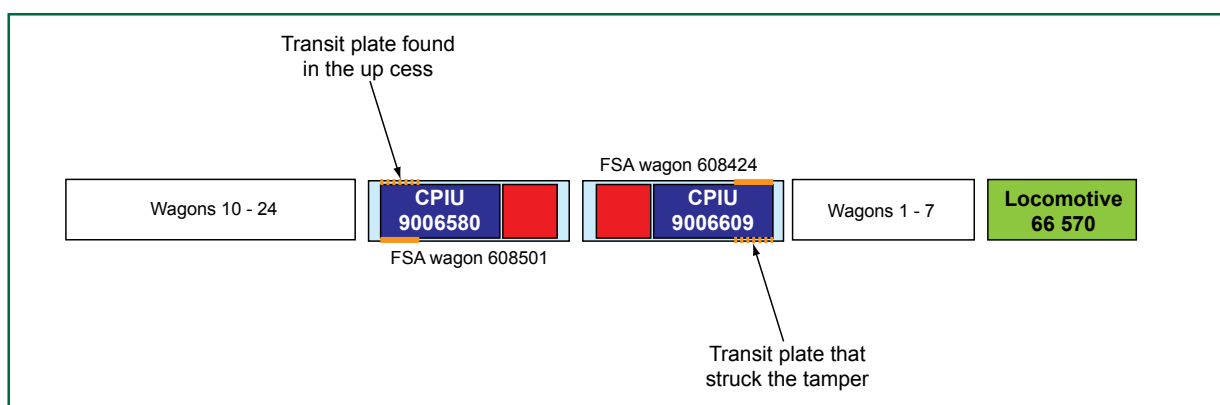 Transit plate found
in the up cess
FSA wagon 608424
Wagons 10 - 24
CPIU
9006580
CPIU
9006609
Wagons 1 - 7
Locomotive
66 570
FSA wagon 608501
Transit plate that
struck the tamper